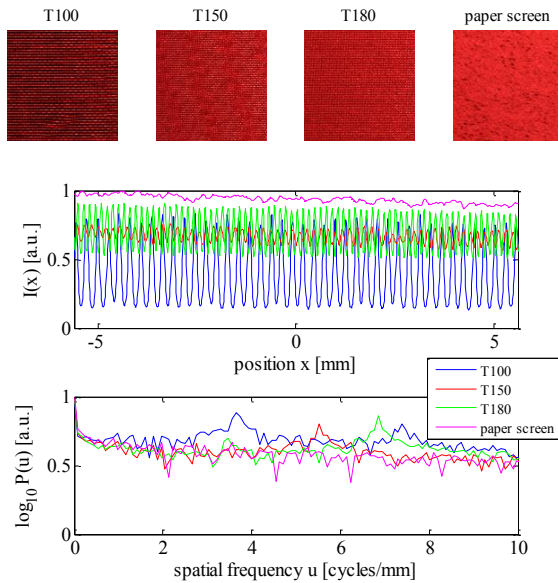 T100 T150 T180 paper screen
1
0.5
0
I(x) [a.u.]
-5 0 5
position x [mm]
T100
T150
T180
paper screen
1
0.5
0
log10 P(u) [a.u.]
0 2 4 6 8 10
spatial frequency u [cycles/mm]